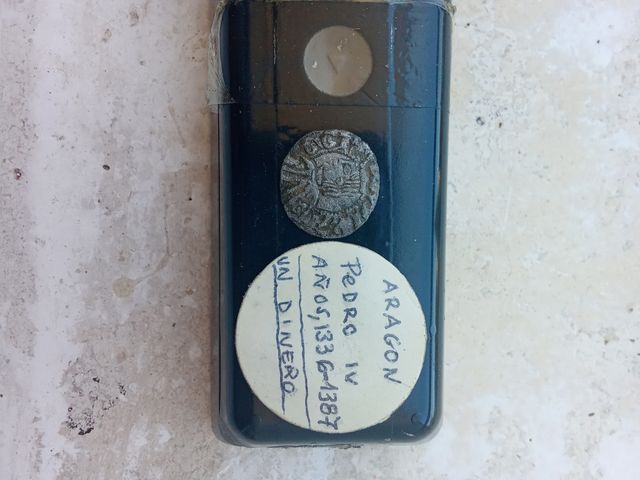 ARAGON
PEDRO IV
AÑOS, 1336-1387
UN DINERO